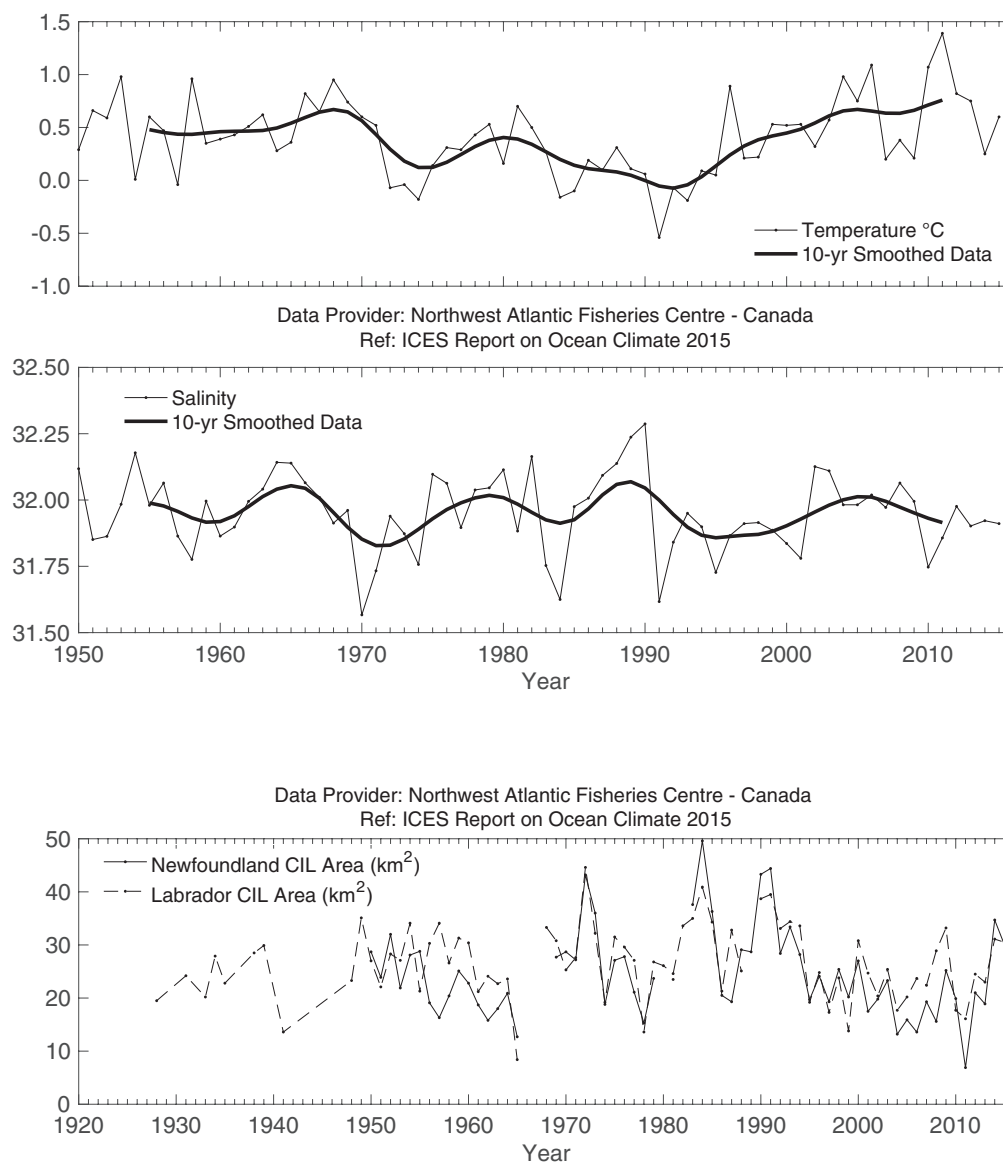 1.5
1.0
0.5
0.0
-0.5
-1.0
Temperature °C
10-yr Smoothed Data
Data Provider: Northwest Atlantic Fisheries Centre - Canada
Ref: ICES Report on Ocean Climate 2015
32.50
32.25
32.00
31.75
31.50
Salinity
10-yr Smoothed Data
1950 1960 1970 1980 1990 2000 2010
Year
Data Provider: Northwest Atlantic Fisheries Centre - Canada
Ref: ICES Report on Ocean Climate 2015
50
40
30
20
10
0
Newfoundland CIL Area (km²)
Labrador CIL Area (km²)
1920 1930 1940 1950 1960 1970 1980 1990 2000 2010
Year